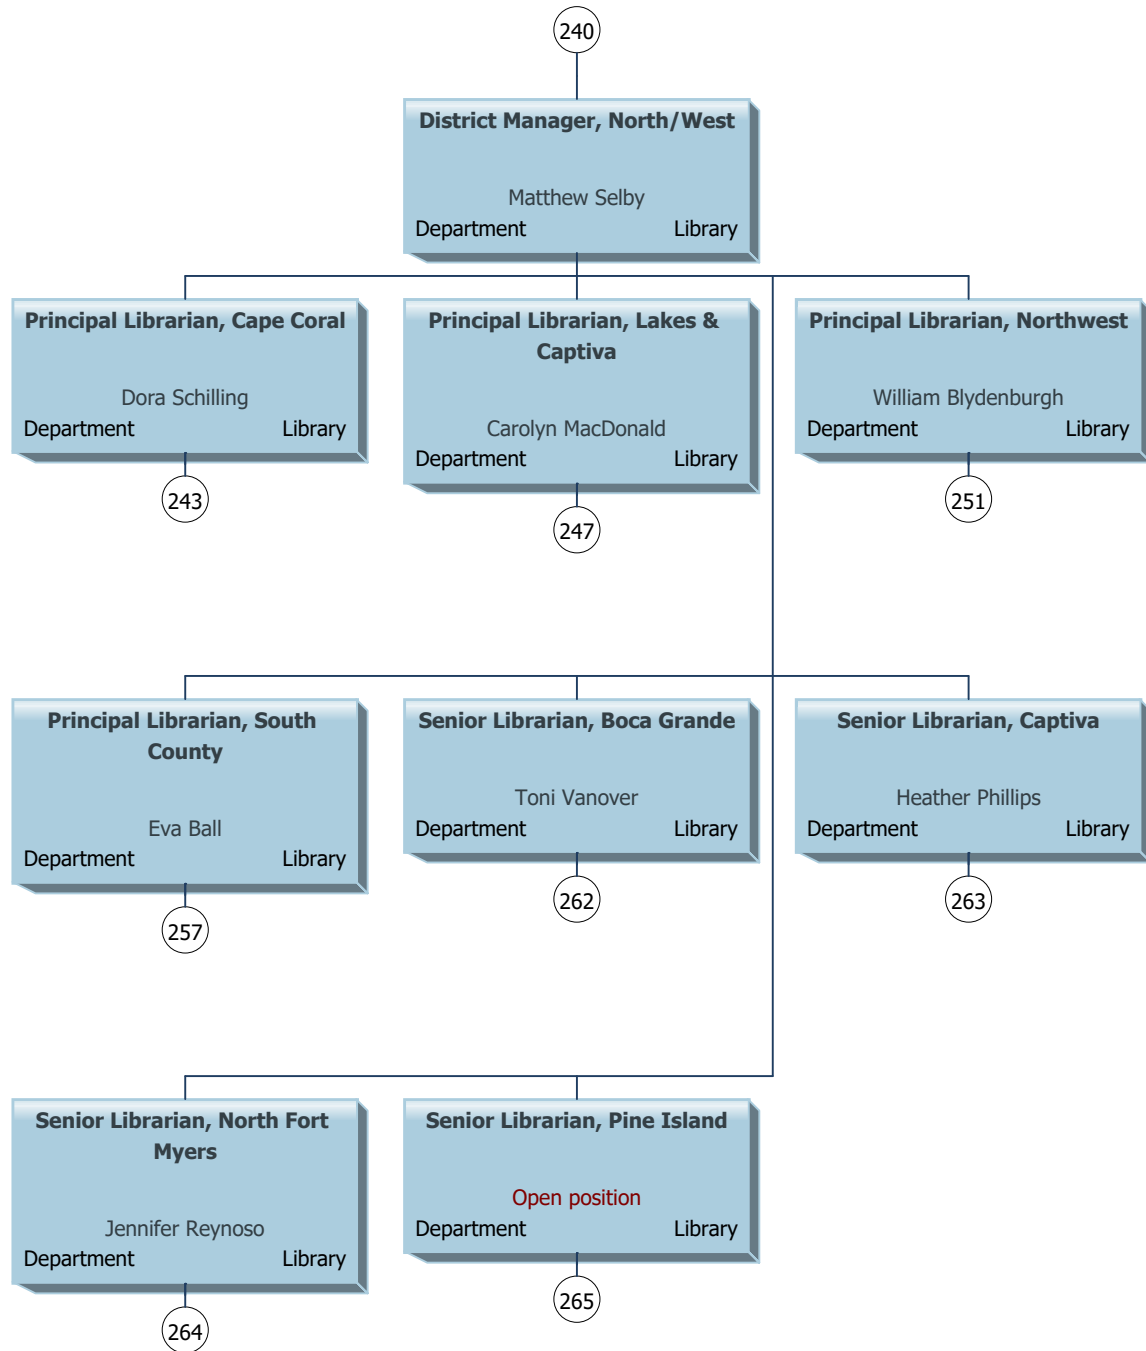 240
District Manager, North/West
Matthew Selby
Department Library
Principal Librarian, Cape Coral
Dora Schilling
Department Library
243
Principal Librarian, Lakes &
Captiva
Carolyn MacDonald
Department Library
247
Principal Librarian, Northwest
William Blydenburgh
Department Library
251
Principal Librarian, South
County
Eva Ball
Department Library
257
Senior Librarian, Boca Grande
Toni Vanover
Department Library
262
Senior Librarian, Captiva
Heather Phillips
Department Library
263
Senior Librarian, North Fort
Myers
Jennifer Reynoso
Department Library
264
Senior Librarian, Pine Island
Open position
Department Library
265